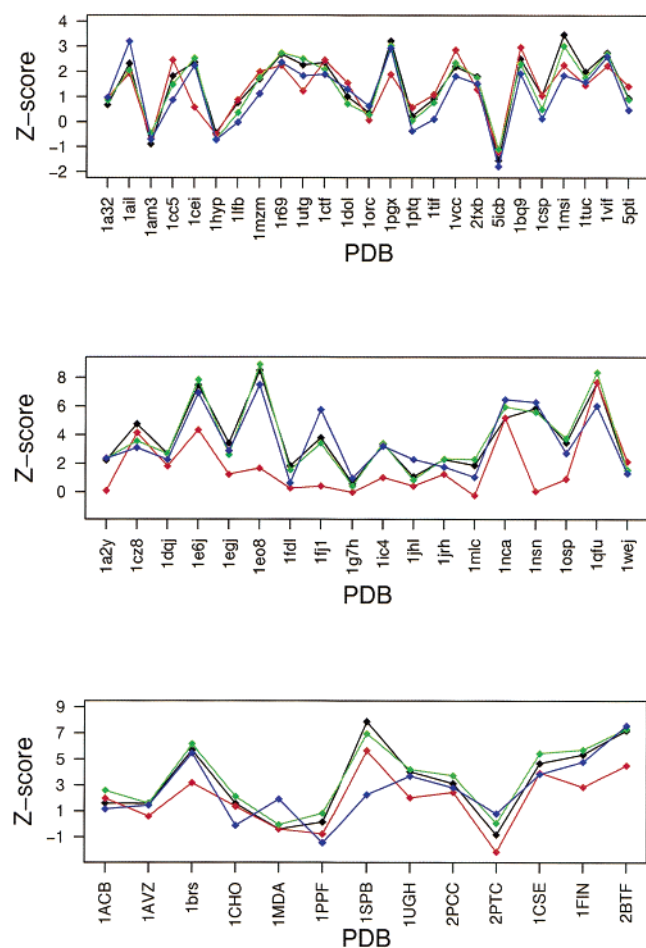 Z-score
4
3
2
1
0
−1
−2
1a32 1ail 1am3 1cc5 1cei 1hyp 1lfb 1mzm 1r69 1utg 1ctf 1dol 1orc 1pgx 1ptq 1tif 1vcc 2fxb 5icb 1bq9 1csp 1msi 1tuc 1vif 5pti
PDB
Z-score
8
6
4
2
0
1a2y 1cz8 1dqj 1e6j 1egj 1eo8 1fdl 1fj1 1g7h 1ic4 1jhl 1jrh 1mlc 1nca 1nsn 1osp 1qfu 1wej
PDB
Z-score
9
7
5
3
1
−1
1ACB 1AVZ 1brs 1CHO 1MDA 1PPF 1SPB 1UGH 2PCC 2PTC 1CSE 1FIN 2BTF
PDB